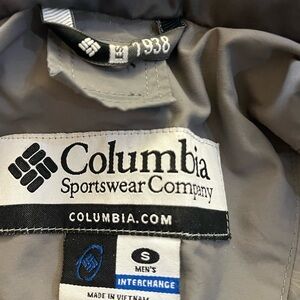 1938
Columbia
Sportswear Company
COLUMBIA.COM
S
MEN'S
INTERCHANGE
MADE IN VIETNAM